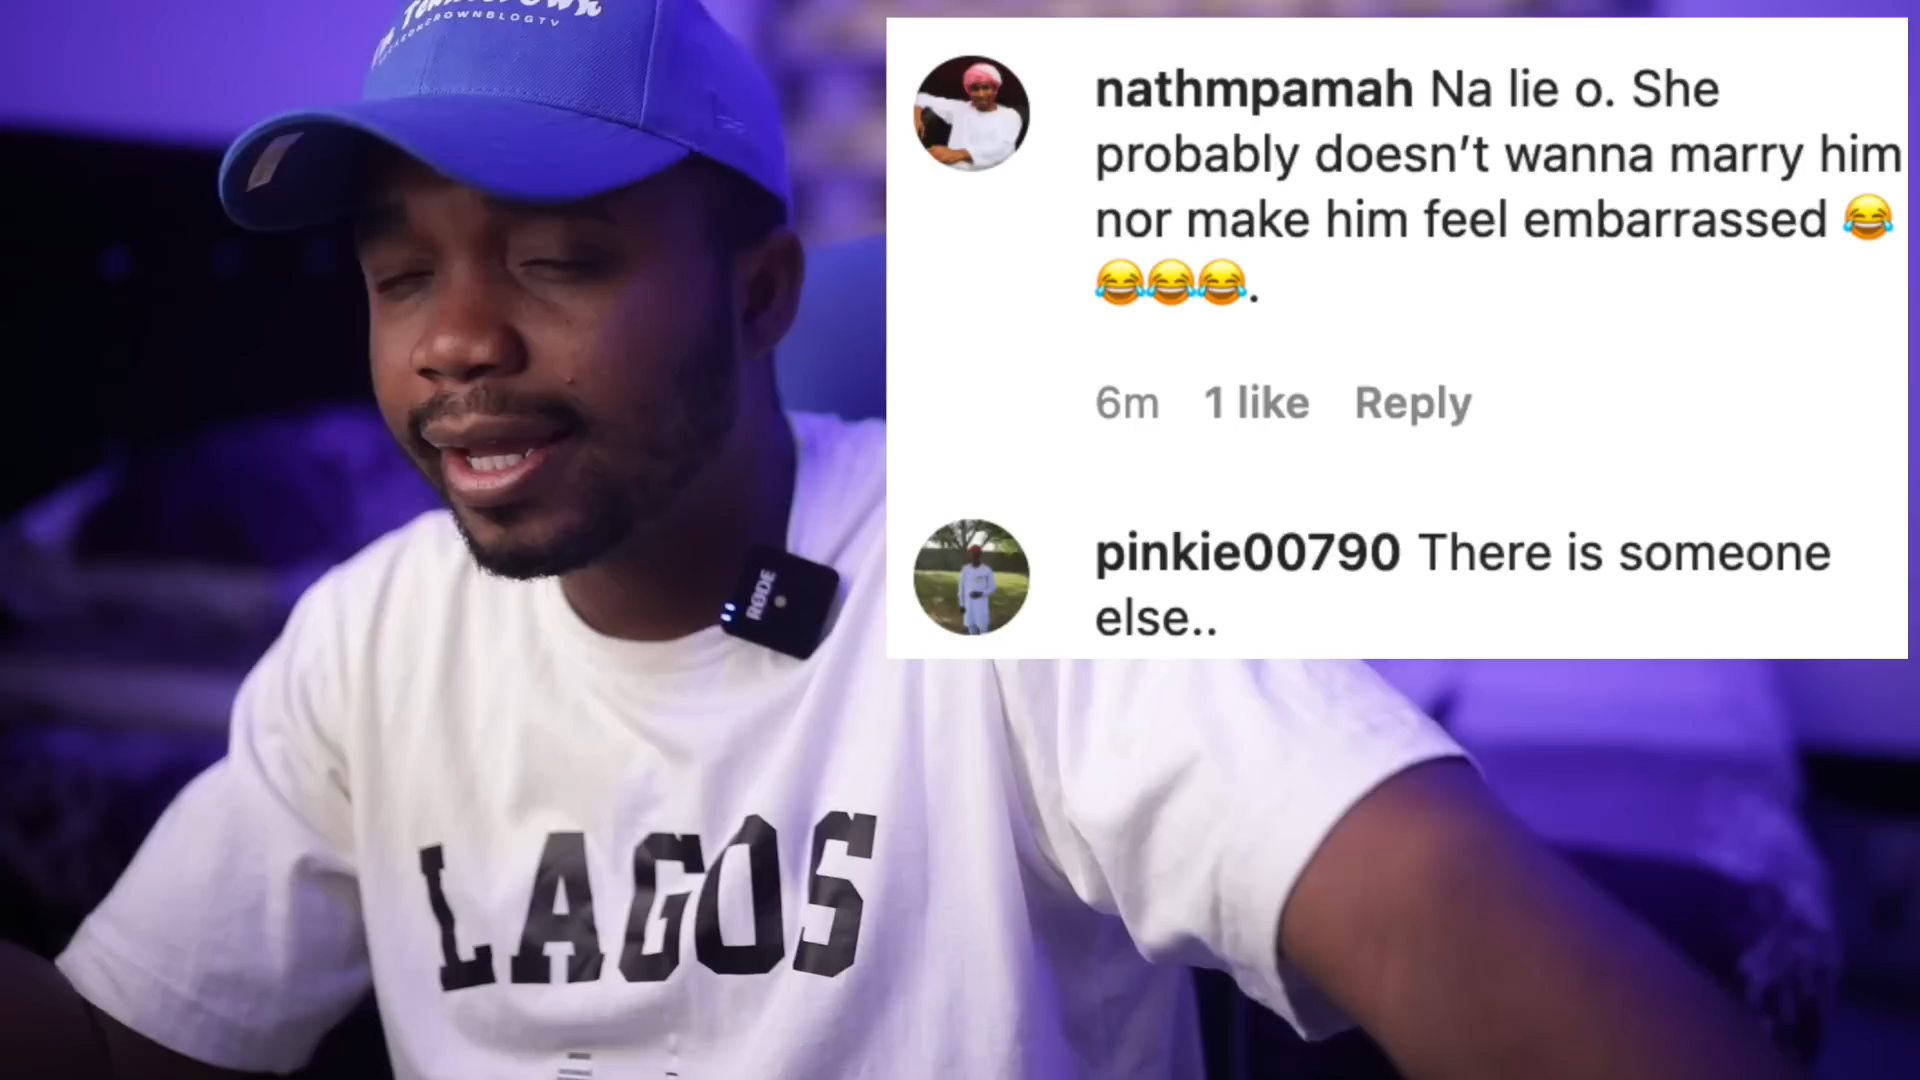 CROWNBLOGTV
nathmpamah Na lie o. She
probably doesn't wanna marry him
nor make him feel embarrassed 😂
😂😂😂.
6m 1 like Reply
pinkie00790 There is someone
else..
RØDE
LAGOS